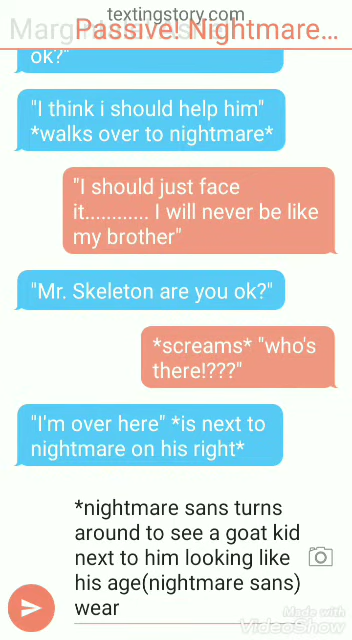 textingstory.com
Passive! Nightmare...
ok?"
"I think i should help him"
*walks over to nightmare*
"I should just face
it............ I will never be like
my brother"
"Mr. Skeleton are you ok?"
*screams* "who's
there!???"
"I'm over here" *is next to
nightmare on his right*
*nightmare sans turns
around to see a goat kid
next to him looking like
his age(nightmare sans)
wear
Made with
VideoShow